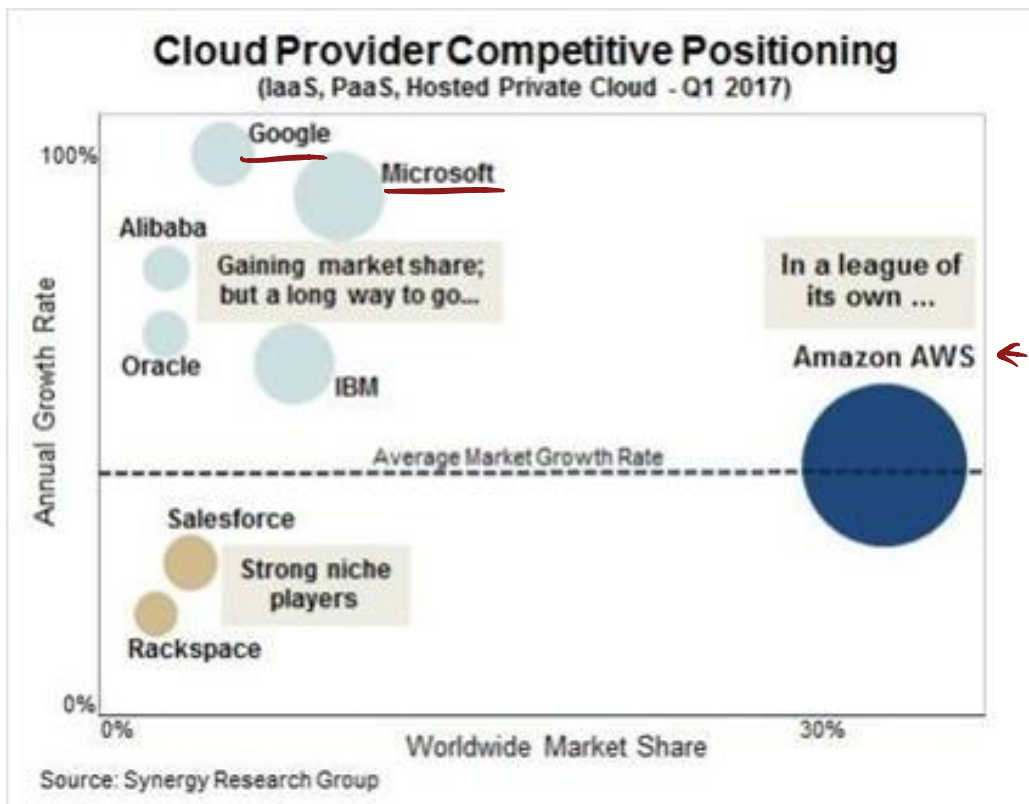 Cloud Provider Competitive Positioning
(IaaS, PaaS, Hosted Private Cloud - Q1 2017)
100%
Google
Microsoft
Alibaba
Gaining market share;
but a long way to go...
In a league of
its own ...
Oracle
IBM
Amazon AWS
Annual Growth Rate
Average Market Growth Rate
Salesforce
Strong niche
players
Rackspace
0%
0%
30%
Worldwide Market Share
Source: Synergy Research Group